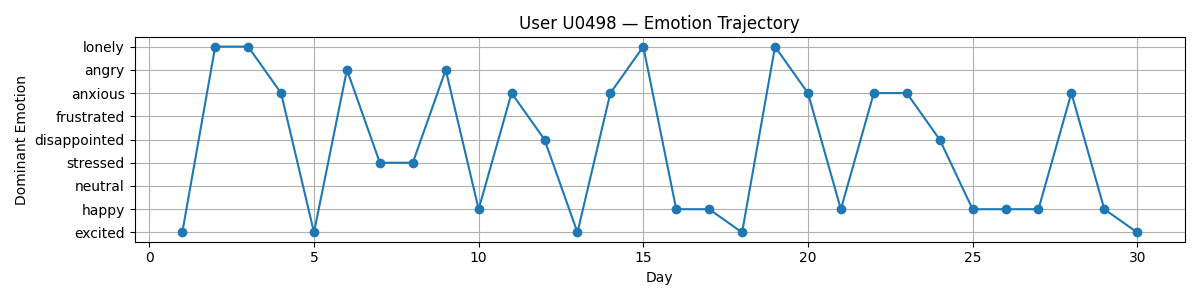 User U0498 — Emotion Trajectory
Dominant Emotion
lonely
angry
anxious
frustrated
disappointed
stressed
neutral
happy
excited
0 5 10 15 20 25 30
Day